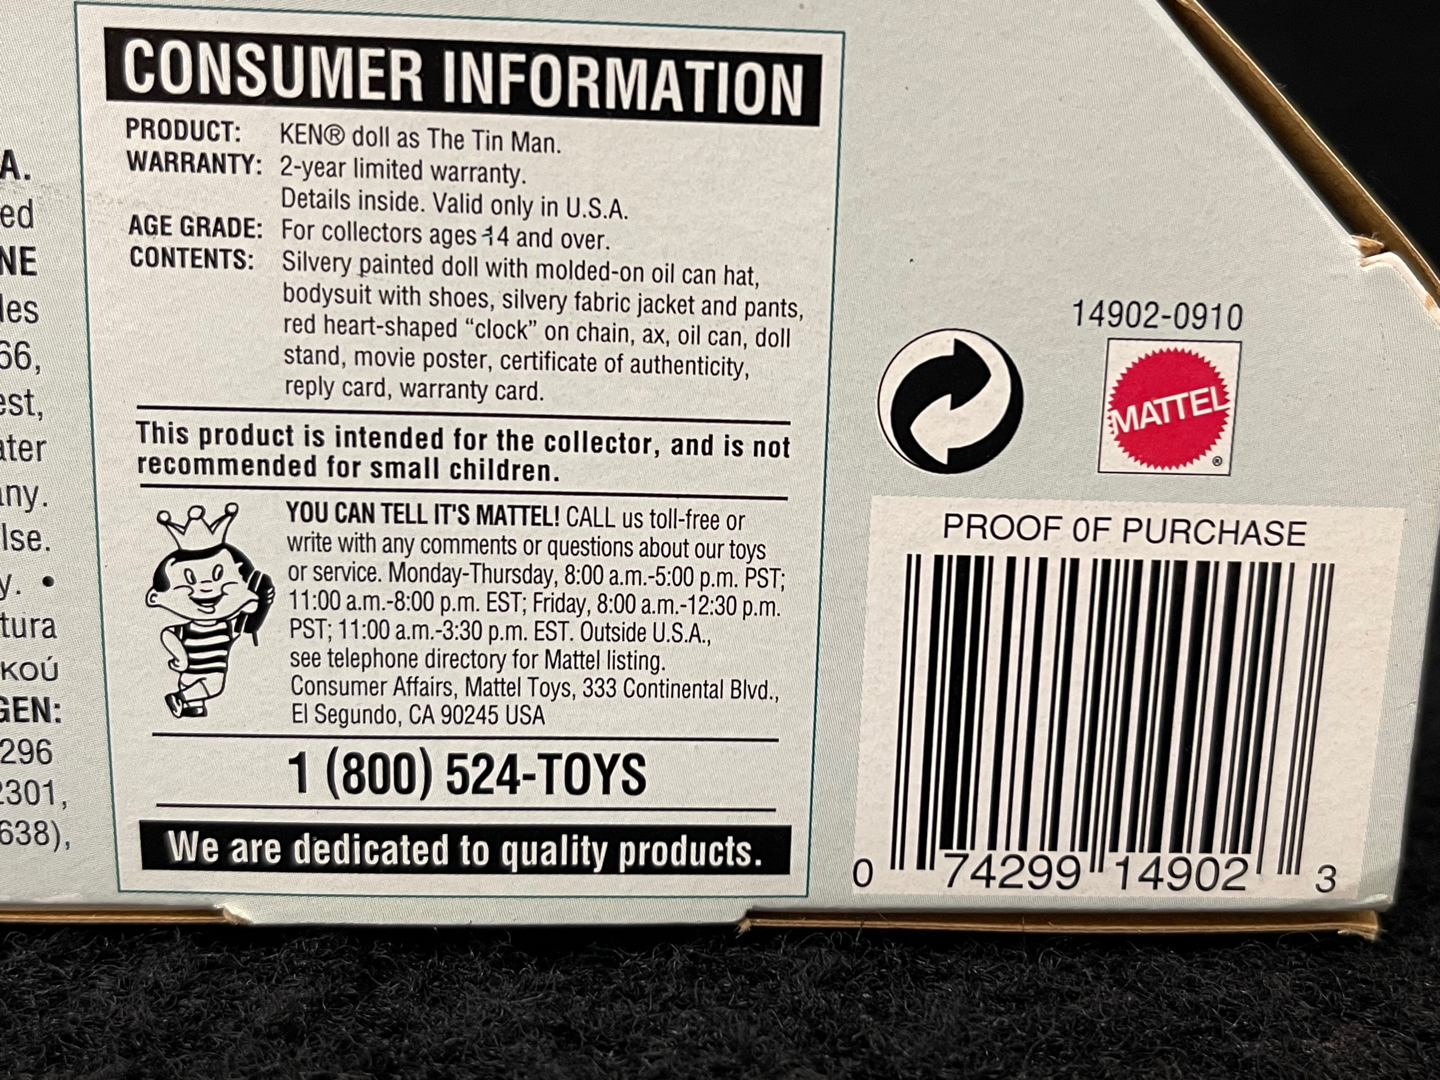 A.
ed
NE
les
66,
est,
ater
any.
lse.
y. •
tura
κού
GEN:
296
2301,
638),
CONSUMER INFORMATION
PRODUCT: KEN® doll as The Tin Man.
WARRANTY: 2-year limited warranty.
Details inside. Valid only in U.S.A.
AGE GRADE: For collectors ages 14 and over.
CONTENTS: Silvery painted doll with molded-on oil can hat,
bodysuit with shoes, silvery fabric jacket and pants,
red heart-shaped “clock” on chain, ax, oil can, doll
stand, movie poster, certificate of authenticity,
reply card, warranty card.
This product is intended for the collector, and is not
recommended for small children.
YOU CAN TELL IT'S MATTEL! CALL us toll-free or
write with any comments or questions about our toys
or service. Monday-Thursday, 8:00 a.m.-5:00 p.m. PST;
11:00 a.m.-8:00 p.m. EST; Friday, 8:00 a.m.-12:30 p.m.
PST; 11:00 a.m.-3:30 p.m. EST. Outside U.S.A.,
see telephone directory for Mattel listing.
Consumer Affairs, Mattel Toys, 333 Continental Blvd.,
El Segundo, CA 90245 USA
1 (800) 524-TOYS
We are dedicated to quality products.
14902-0910
MATTEL
®
PROOF OF PURCHASE
0 74299 14902 3